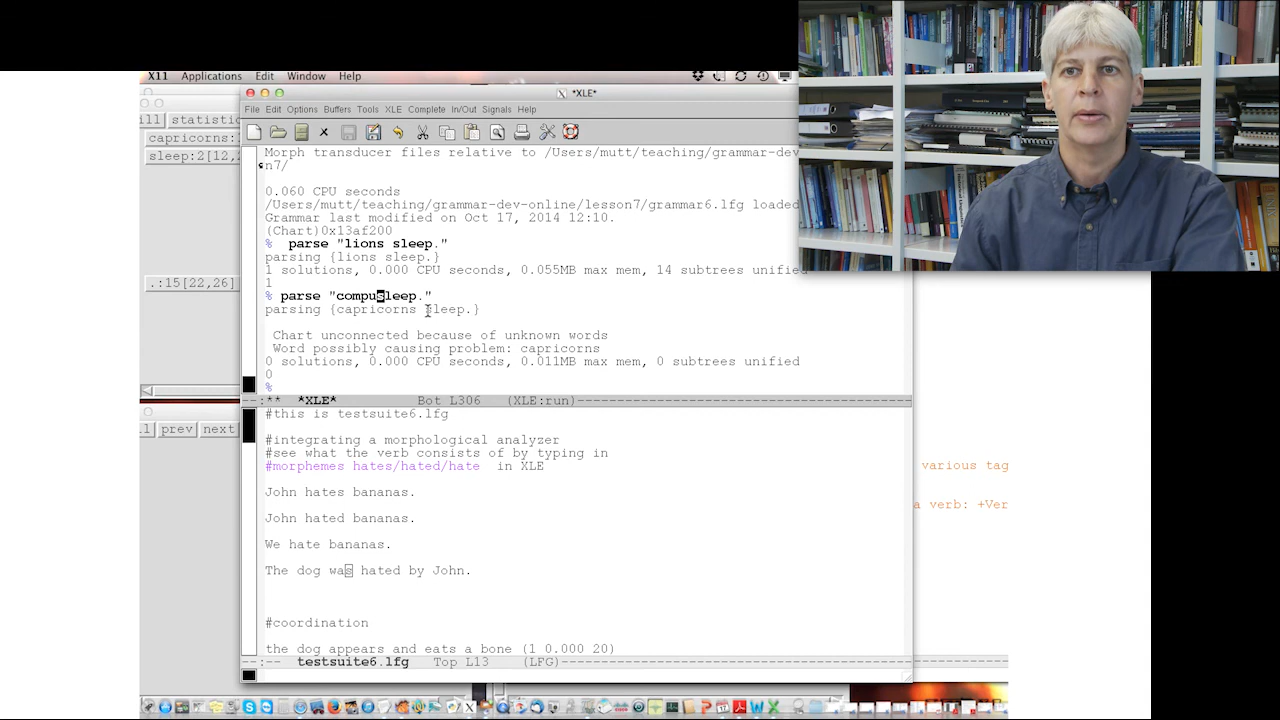 X11 Applications Edit Window Help
*XLE*
File Edit Options Buffers Tools XLE Complete In/Out Signals Help
ill statistic
capricorns:
sleep:2[12,
.:15[22,26]
Morph transducer files relative to /Users/mutt/teaching/grammar-dev
n7/
0.060 CPU seconds
/Users/mutt/teaching/grammar-dev-online/lesson7/grammar6.lfg loaded
Grammar last modified on Oct 17, 2014 12:10.
(Chart)0x13af200
% parse "lions sleep."
parsing {lions sleep.}
1 solutions, 0.000 CPU seconds, 0.055MB max mem, 14 subtrees unified
1
% parse "compusleep."
parsing {capricorns sleep.}
Chart unconnected because of unknown words
Word possibly causing problem: capricorns
0 solutions, 0.000 CPU seconds, 0.011MB max mem, 0 subtrees unified
0
%
--:** *XLE* Bot L306 (XLE:run)
prev next
#this is testsuite6.lfg
#integrating a morphological analyzer
#see what the verb consists of by typing in
#morphemes hates/hated/hate in XLE
John hates bananas.
John hated bananas.
We hate bananas.
The dog was hated by John.
#coordination
the dog appears and eats a bone (1 0.000 20)
--:-- testsuite6.lfg Top L13 (LFG)
various tag
a verb: +Ver